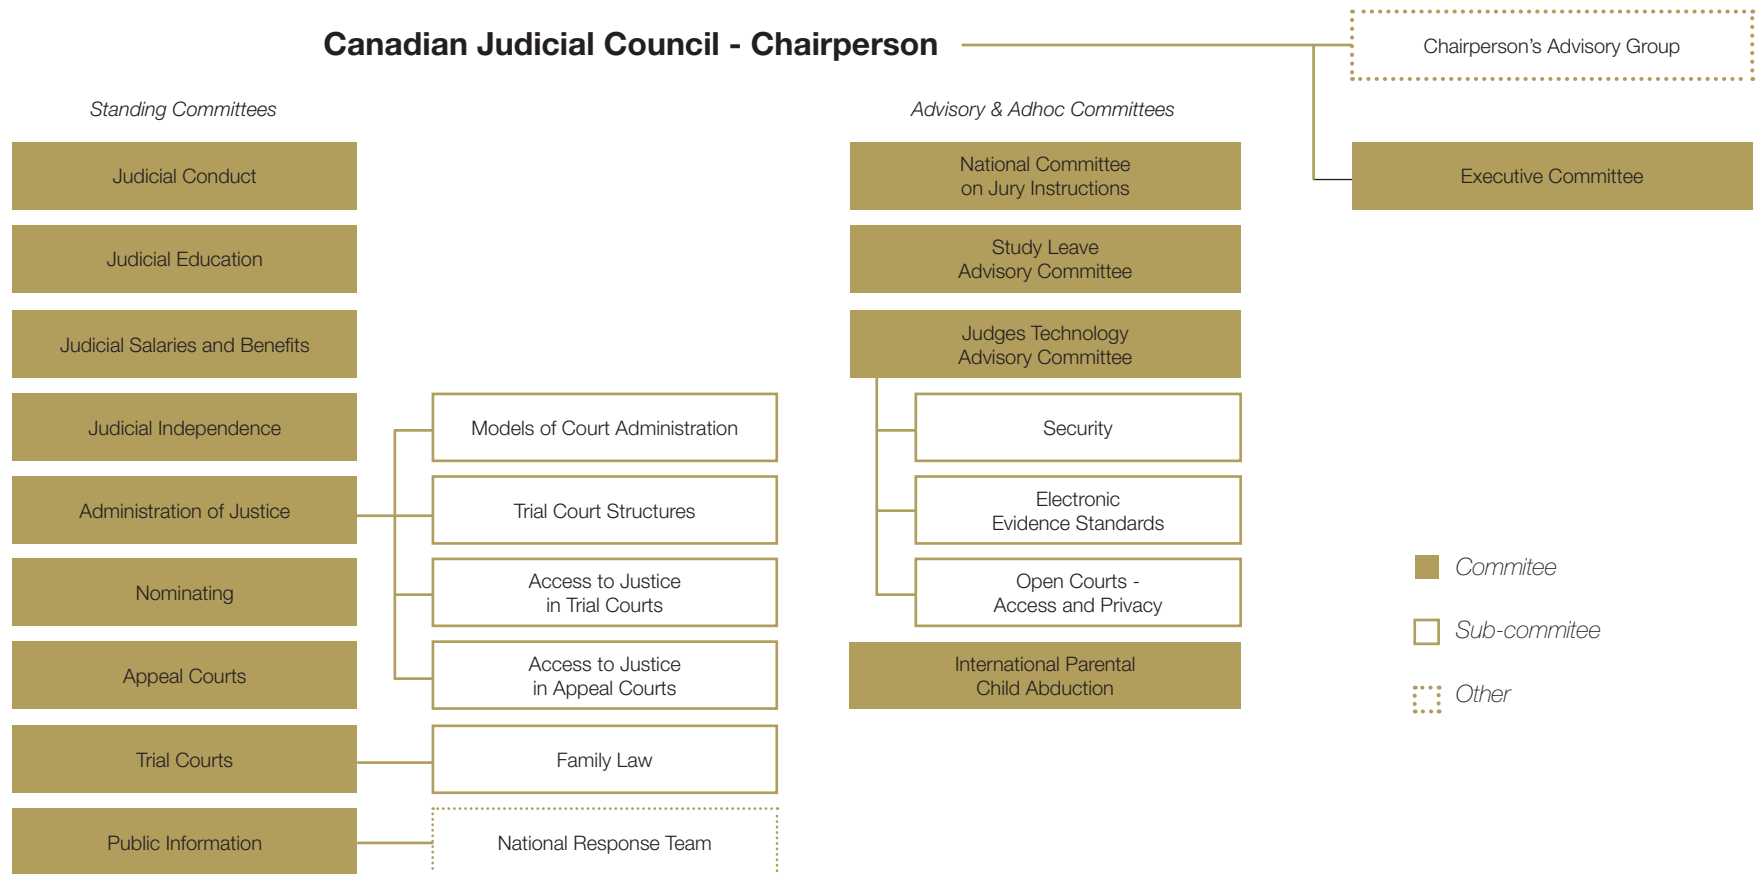 Canadian Judicial Council - Chairperson
Chairperson's Advisory Group
Executive Committee
Standing Committees
Judicial Conduct
Judicial Education
Judicial Salaries and Benefits
Judicial Independence
Administration of Justice
Nominating
Appeal Courts
Trial Courts
Public Information
Models of Court Administration
Trial Court Structures
Access to Justice
in Trial Courts
Access to Justice
in Appeal Courts
Family Law
National Response Team
Advisory & Adhoc Committees
National Committee
on Jury Instructions
Study Leave
Advisory Committee
Judges Technology
Advisory Committee
Security
Electronic
Evidence Standards
Open Courts -
Access and Privacy
International Parental
Child Abduction
Commitee
Sub-commitee
Other